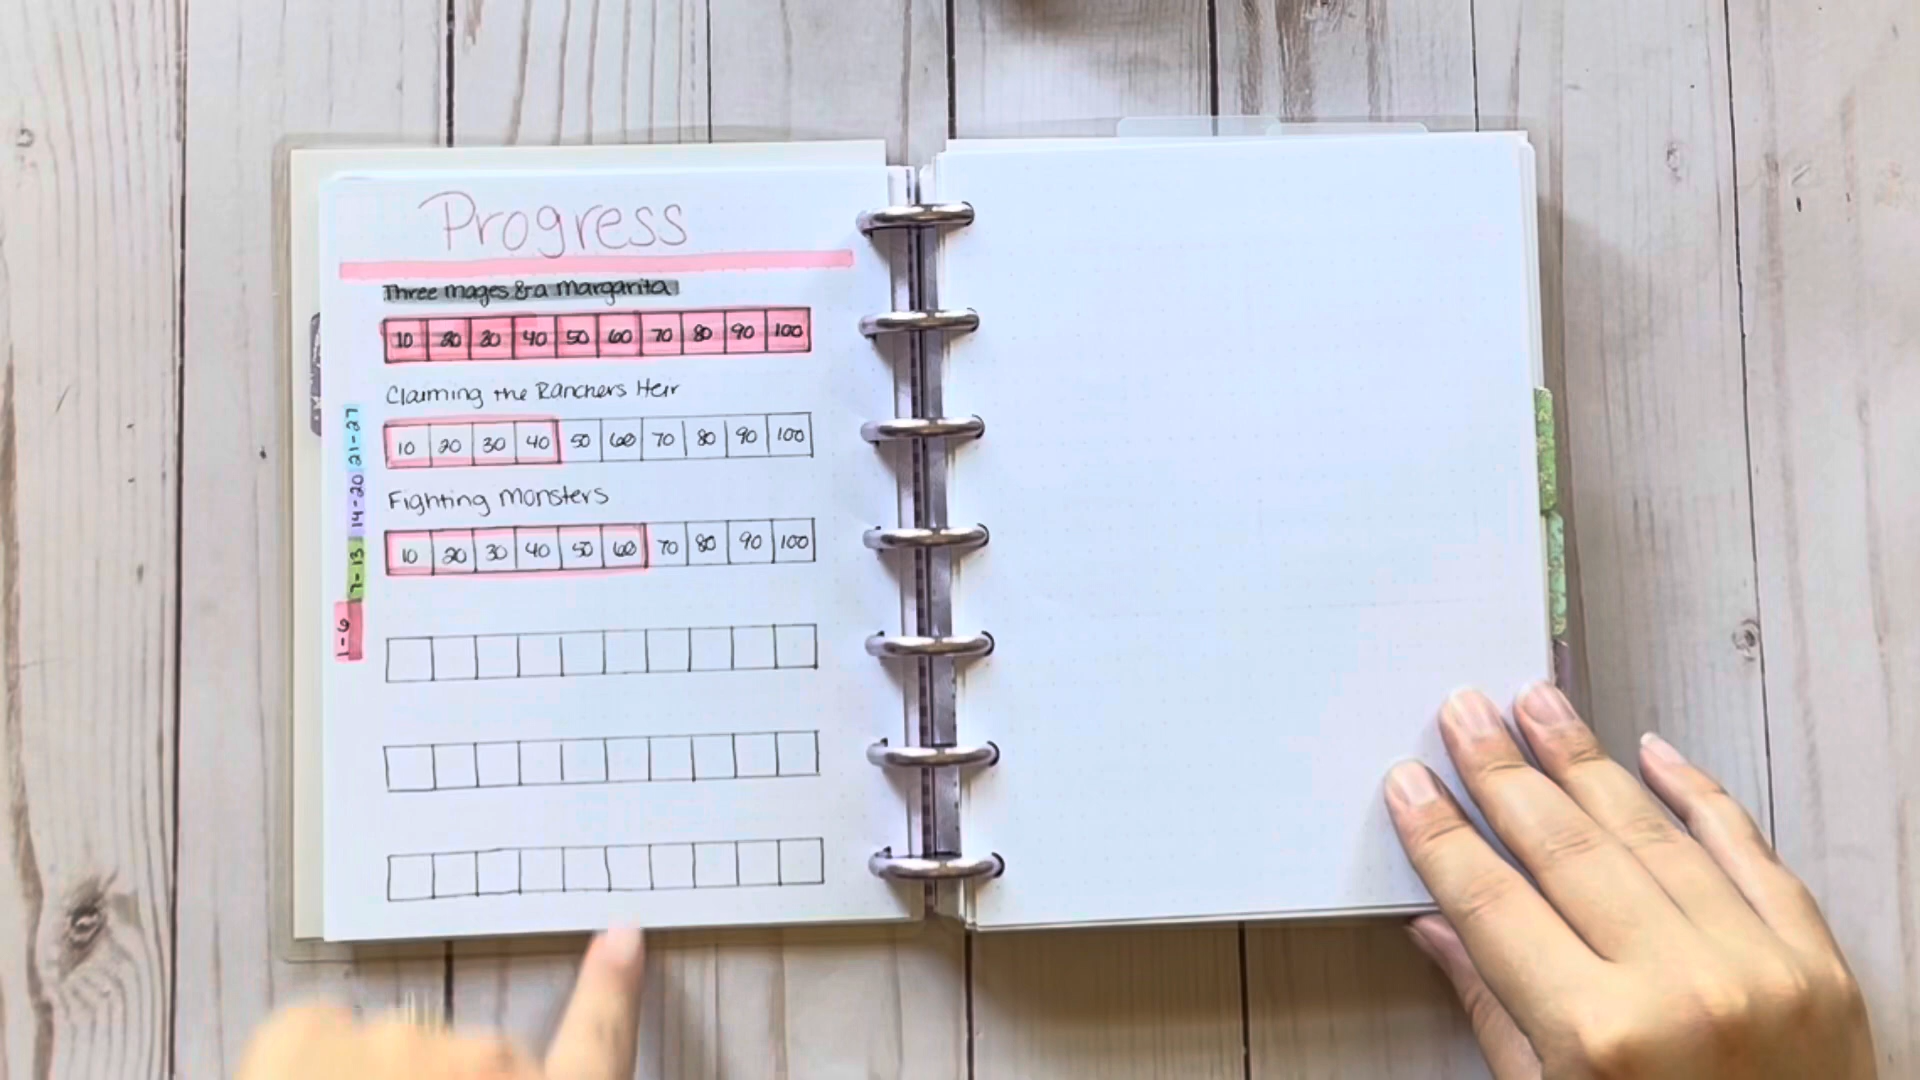 Progress
Three mages & a Margarita
10 20 30 40 50 60 70 80 90 100
Claiming the Ranchers Heir
10 20 30 40 50 60 70 80 90 100
Fighting Monsters
10 20 30 40 50 60 70 80 90 100
21-27
14-20
7-13
1-6